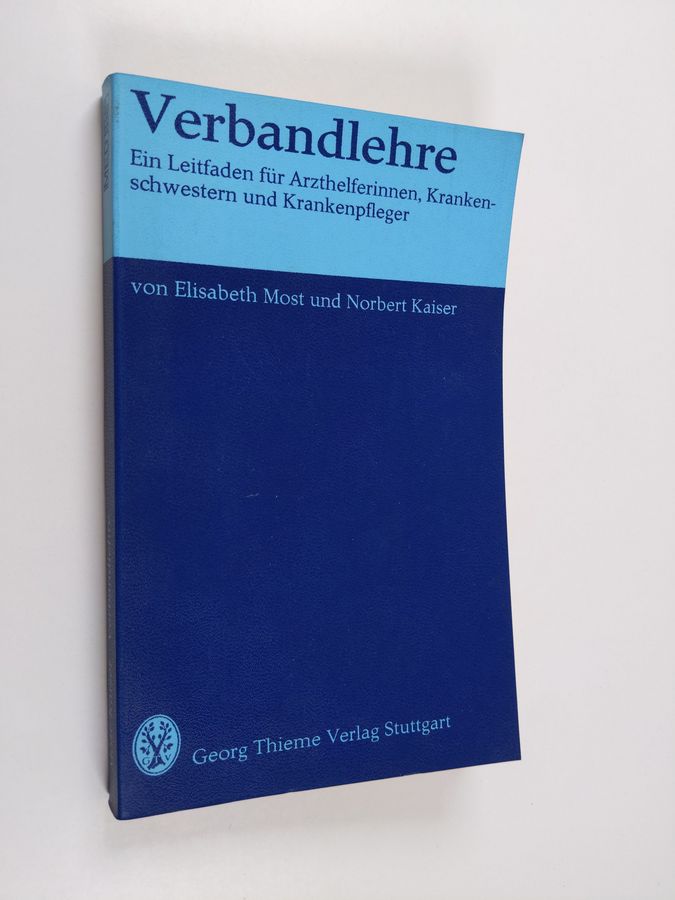 Verbandlehre
Ein Leitfaden für Arzthelferinnen, Kranken-
schwestern und Krankenpfleger
von Elisabeth Most und Norbert Kaiser
G V
Georg Thieme Verlag Stuttgart